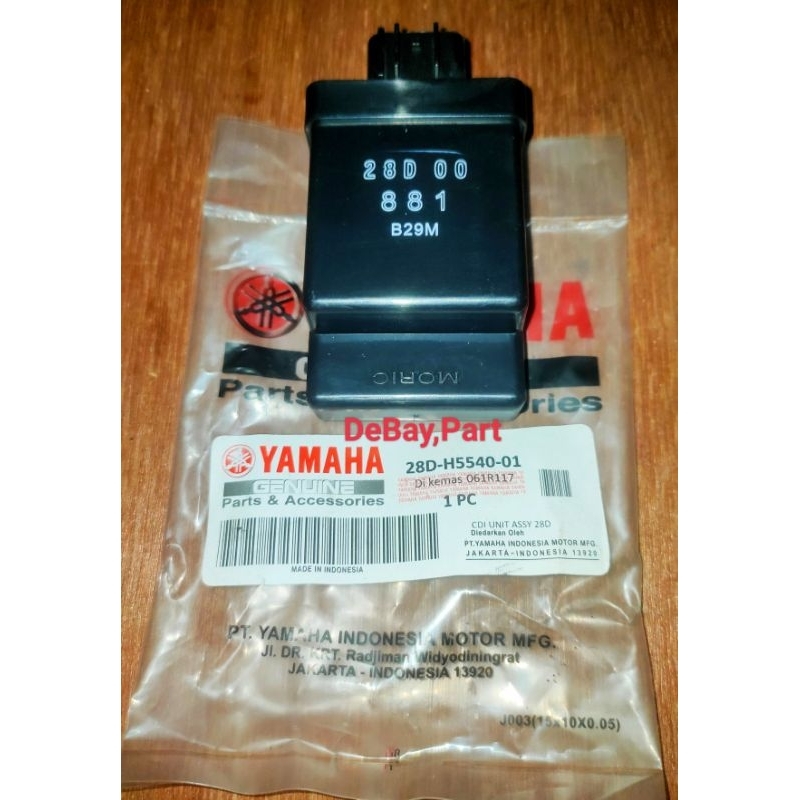 28D 00
881
B29M
MORIC
Parts
ssories
DeBay,Part
YAMAHA
GENUINE
Parts & Accessories
28D-H5540-01
Di kemas 061R117
1 PC
CDI UNIT ASSY 28D
Diedarkan Oleh
PT.YAMAHA INDONESIA MOTOR MFG.
JAKARTA-INDONESIA 13920
MADE IN INDONESIA
PT. YAMAHA INDONESIA MOTOR MFG.
Jl. DR. KRT. Radjiman Widyodiningrat
JAKARTA - INDONESIA 13920
J003(15x10X0.05)